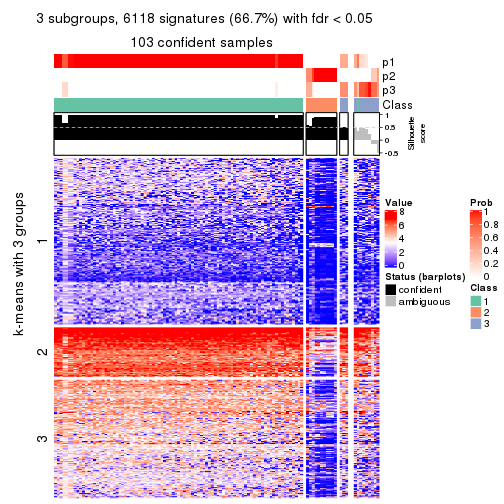 3 subgroups, 6118 signatures (66.7%) with fdr < 0.05
103 confident samples
p1
p2
p3
Class
1
0.5
0
-0.5
Silhouette
score
k-means with 3 groups
1
2
3
Value
8
6
4
2
0
Status (barplots)
confident
ambiguous
Prob
1
0.8
0.6
0.4
0.2
0
Class
1
2
3